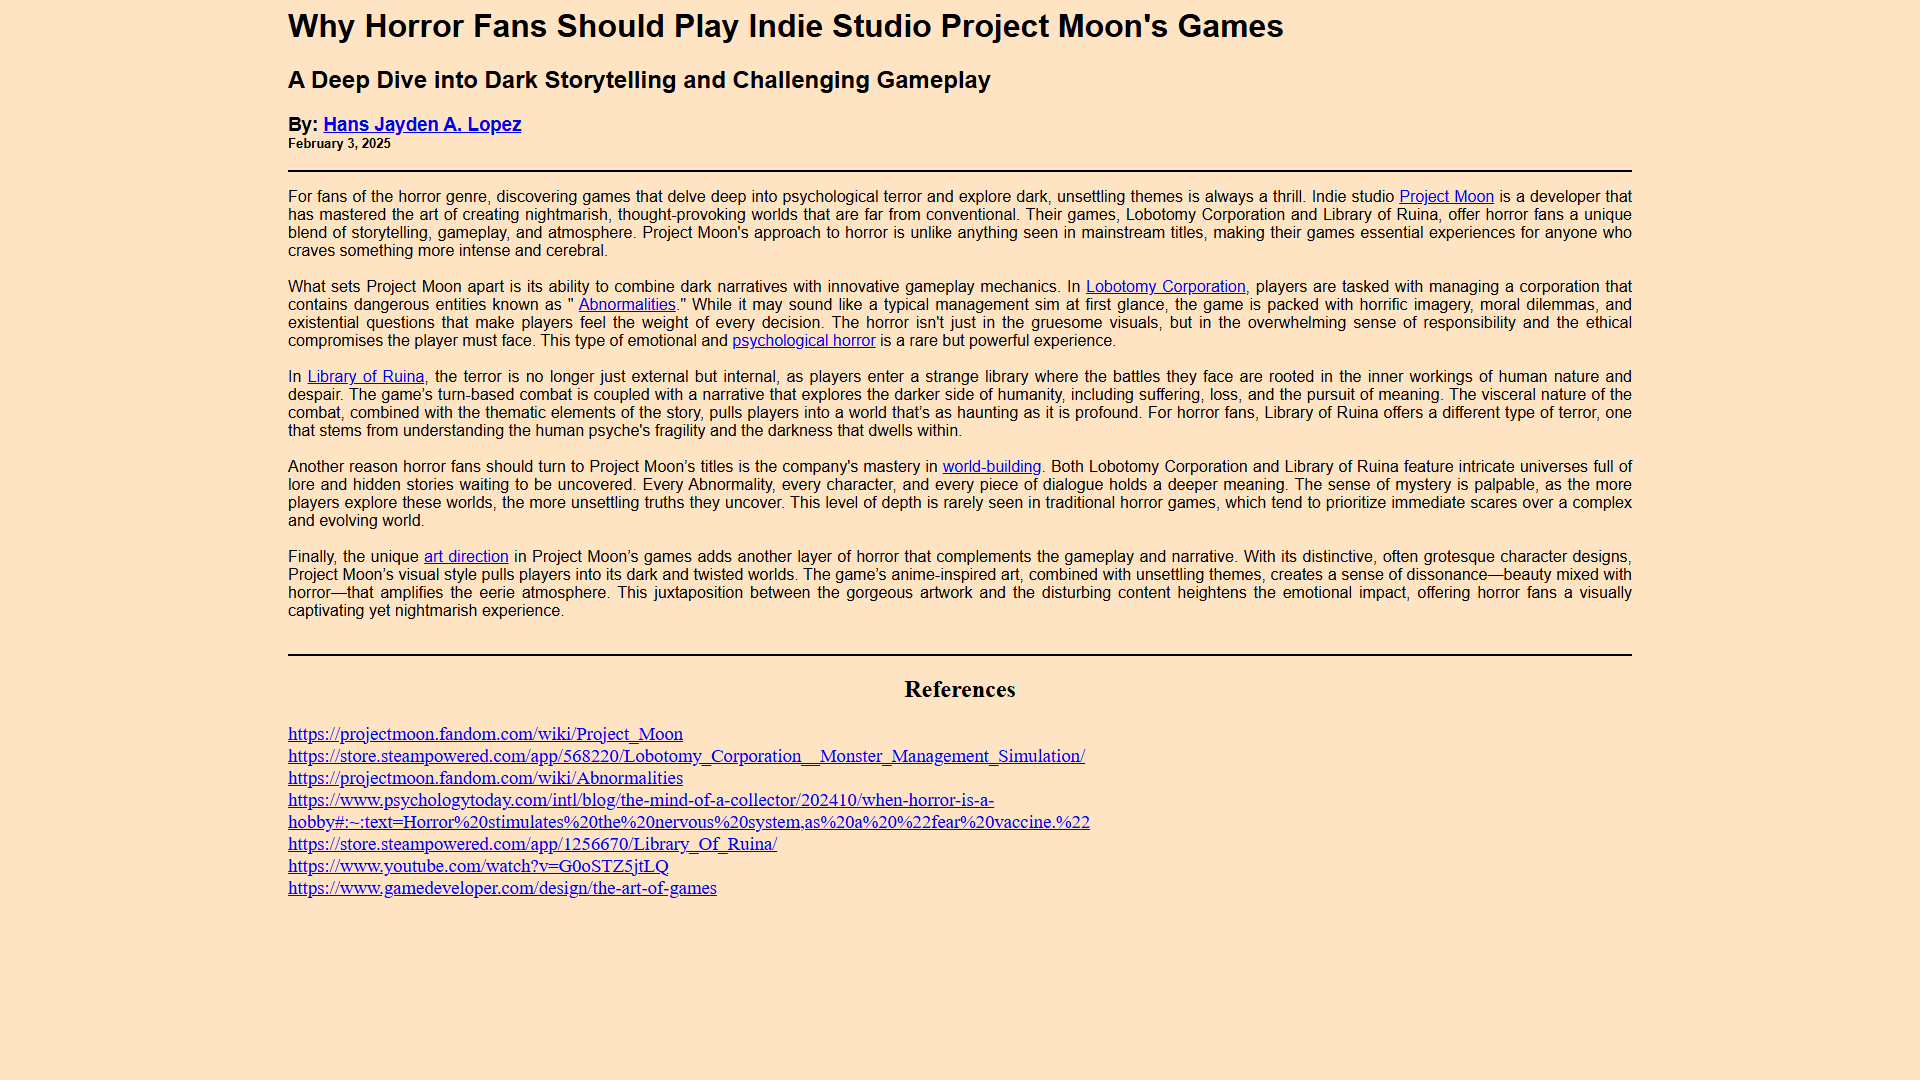 Why Horror Fans Should Play Indie Studio Project Moon's Games
A Deep Dive into Dark Storytelling and Challenging Gameplay
By: Hans Jayden A. Lopez
February 3, 2025
For fans of the horror genre, discovering games that delve deep into psychological terror and explore dark, unsettling themes is always a thrill. Indie studio Project Moon is a developer that
has mastered the art of creating nightmarish, thought-provoking worlds that are far from conventional. Their games, Lobotomy Corporation and Library of Ruina, offer horror fans a unique
blend of storytelling, gameplay, and atmosphere. Project Moon's approach to horror is unlike anything seen in mainstream titles, making their games essential experiences for anyone who
craves something more intense and cerebral.
What sets Project Moon apart is its ability to combine dark narratives with innovative gameplay mechanics. In Lobotomy Corporation, players are tasked with managing a corporation that
contains dangerous entities known as " Abnormalities." While it may sound like a typical management sim at first glance, the game is packed with horrific imagery, moral dilemmas, and
existential questions that make players feel the weight of every decision. The horror isn't just in the gruesome visuals, but in the overwhelming sense of responsibility and the ethical
compromises the player must face. This type of emotional and psychological horror is a rare but powerful experience.
In Library of Ruina, the terror is no longer just external but internal, as players enter a strange library where the battles they face are rooted in the inner workings of human nature and
despair. The game’s turn-based combat is coupled with a narrative that explores the darker side of humanity, including suffering, loss, and the pursuit of meaning. The visceral nature of the
combat, combined with the thematic elements of the story, pulls players into a world that’s as haunting as it is profound. For horror fans, Library of Ruina offers a different type of terror, one
that stems from understanding the human psyche's fragility and the darkness that dwells within.
Another reason horror fans should turn to Project Moon’s titles is the company's mastery in world-building. Both Lobotomy Corporation and Library of Ruina feature intricate universes full of
lore and hidden stories waiting to be uncovered. Every Abnormality, every character, and every piece of dialogue holds a deeper meaning. The sense of mystery is palpable, as the more
players explore these worlds, the more unsettling truths they uncover. This level of depth is rarely seen in traditional horror games, which tend to prioritize immediate scares over a complex
and evolving world.
Finally, the unique art direction in Project Moon’s games adds another layer of horror that complements the gameplay and narrative. With its distinctive, often grotesque character designs,
Project Moon’s visual style pulls players into its dark and twisted worlds. The game’s anime-inspired art, combined with unsettling themes, creates a sense of dissonance—beauty mixed with
horror—that amplifies the eerie atmosphere. This juxtaposition between the gorgeous artwork and the disturbing content heightens the emotional impact, offering horror fans a visually
captivating yet nightmarish experience.
References
https://projectmoon.fandom.com/wiki/Project_Moon
https://store.steampowered.com/app/568220/Lobotomy_Corporation__Monster_Management_Simulation/
https://projectmoon.fandom.com/wiki/Abnormalities
https://www.psychologytoday.com/intl/blog/the-mind-of-a-collector/202410/when-horror-is-a-
hobby#:~:text=Horror%20stimulates%20the%20nervous%20system,as%20a%20%22fear%20vaccine.%22
https://store.steampowered.com/app/1256670/Library_Of_Ruina/
https://www.youtube.com/watch?v=G0oSTZ5jtLQ
https://www.gamedeveloper.com/design/the-art-of-games